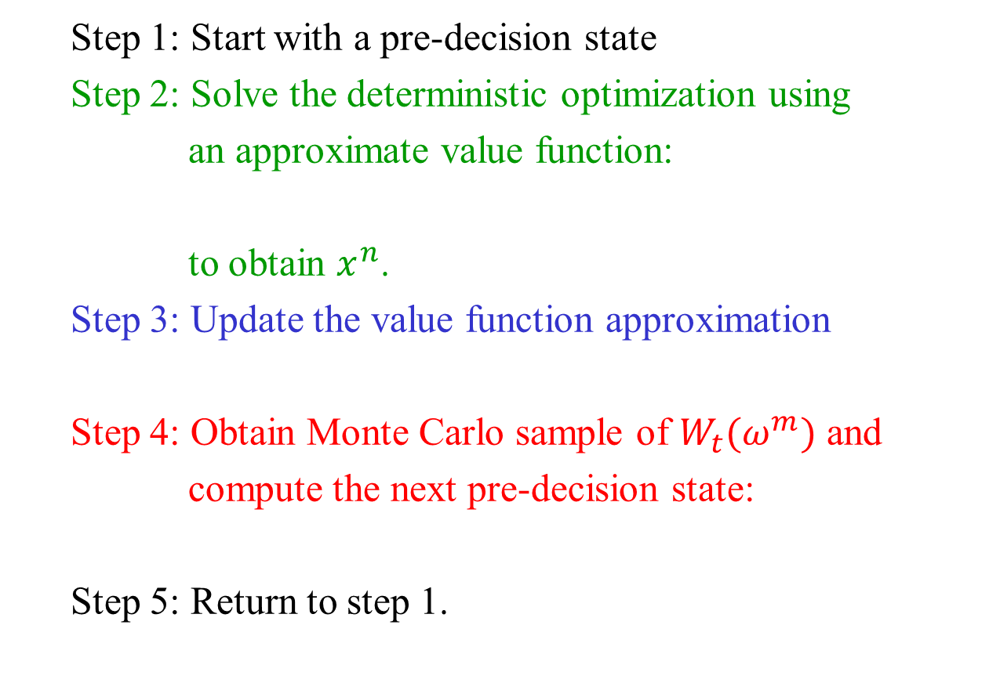 Step 1: Start with a pre-decision state
Step 2: Solve the deterministic optimization using
an approximate value function:
to obtain $x^n$.
Step 3: Update the value function approximation
Step 4: Obtain Monte Carlo sample of $W_t(\omega^m)$ and
compute the next pre-decision state:
Step 5: Return to step 1.